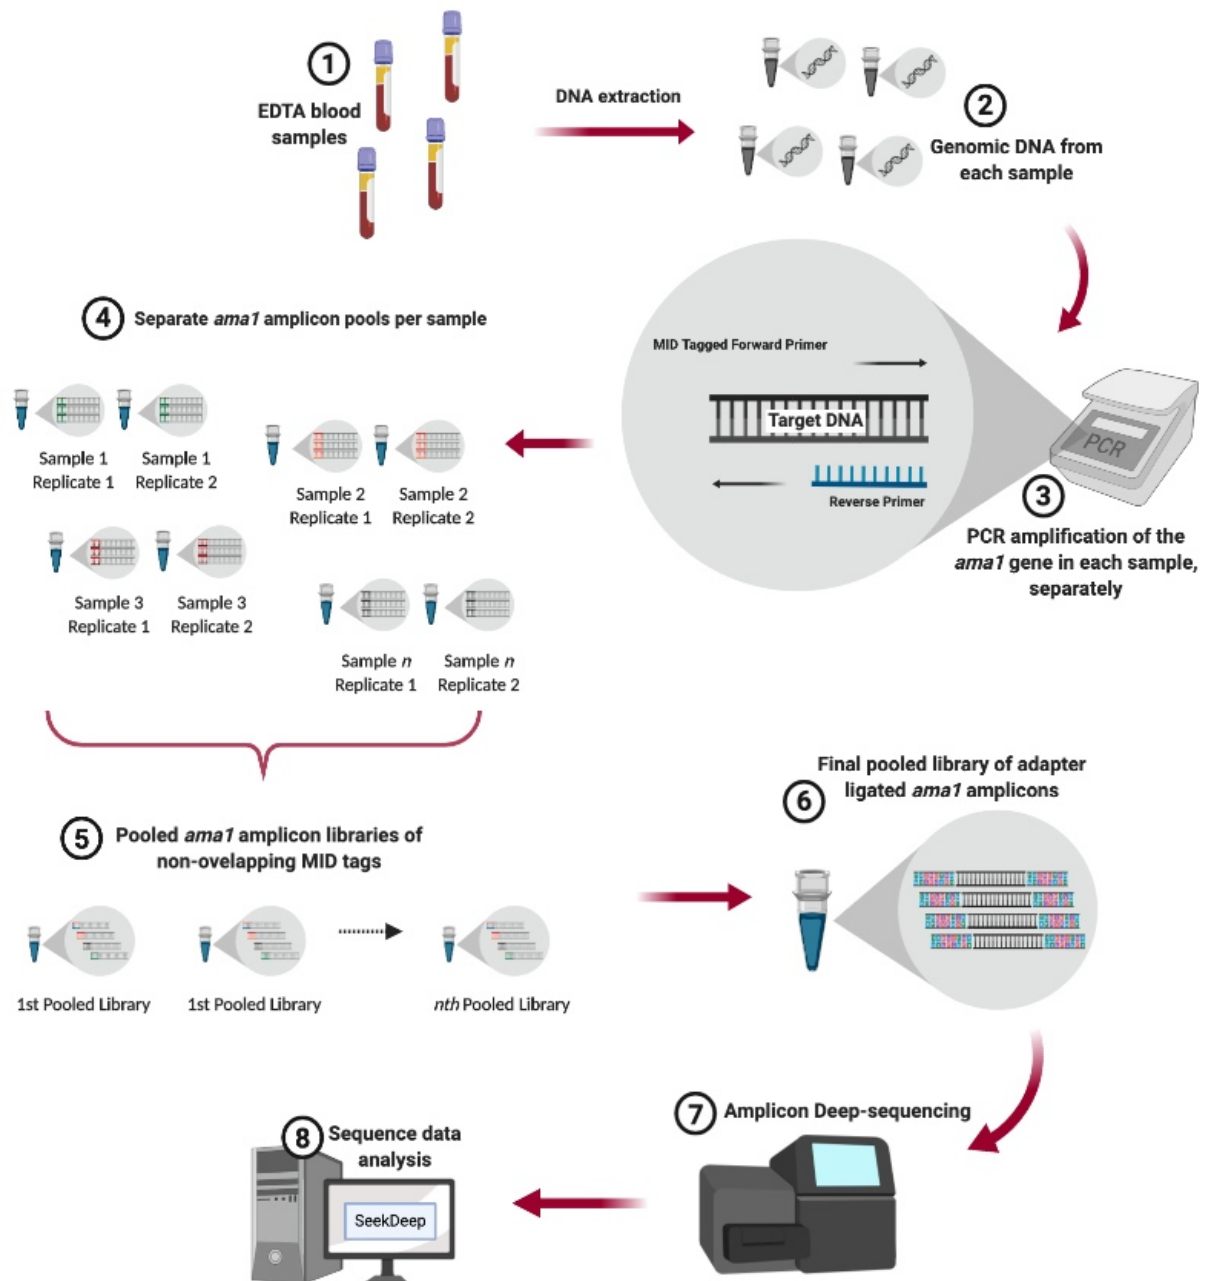 1
EDTA blood
samples
DNA extraction
2
Genomic DNA from
each sample
MID Tagged Forward Primer
Target DNA
Reverse Primer
PCR
3
PCR amplification of the
ama1 gene in each sample,
separately
4 Separate ama1 amplicon pools per sample
Sample 1
Replicate 1
Sample 1
Replicate 2
Sample 2
Replicate 1
Sample 2
Replicate 2
Sample 3
Replicate 1
Sample 3
Replicate 2
Sample n
Replicate 1
Sample n
Replicate 2
5 Pooled ama1 amplicon libraries of
non-ovelapping MID tags
1st Pooled Library
1st Pooled Library
nth Pooled Library
6
Final pooled library of adapter
ligated ama1 amplicons
7 Amplicon Deep-sequencing
8 Sequence data
analysis
SeekDeep